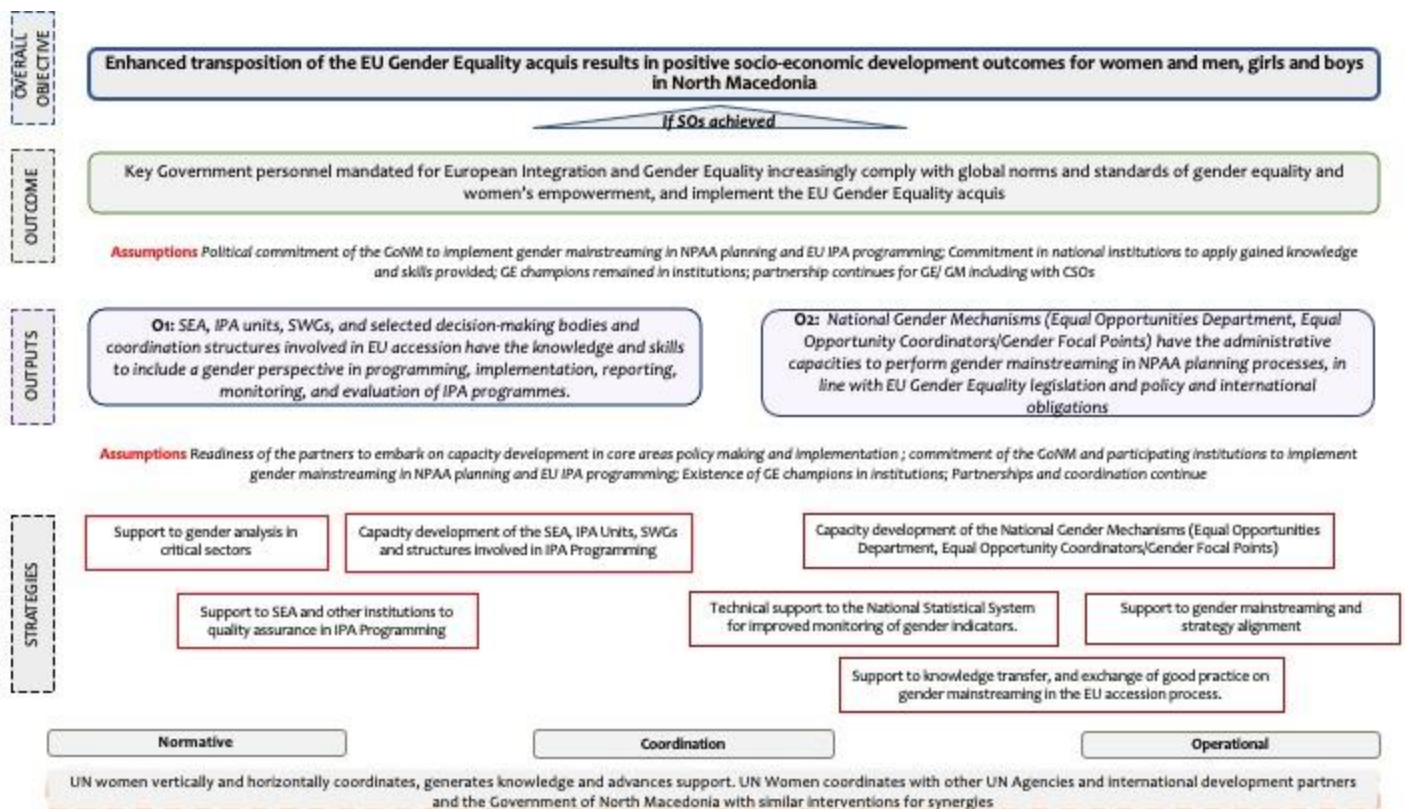 OVERALL
OBJECTIVE
Enhanced transposition of the EU Gender Equality acquis results in positive socio-economic development outcomes for women and men, girls and boys
in North Macedonia
If SOs achieved
OUTCOME
Key Government personnel mandated for European Integration and Gender Equality increasingly comply with global norms and standards of gender equality and
women's empowerment, and implement the EU Gender Equality acquis
Assumptions Political commitment of the GoNM to implement gender mainstreaming in NPAA planning and EU IPA programming; Commitment in national institutions to apply gained knowledge
and skills provided; GE champions remained in institutions; partnership continues for GE/ GM including with CSOs
OUTPUTS
O1: SEA, IPA units, SWGs, and selected decision-making bodies and
coordination structures involved in EU accession have the knowledge and skills
to include a gender perspective in programming, implementation, reporting,
monitoring, and evaluation of IPA programmes.
O2: National Gender Mechanisms (Equal Opportunities Department, Equal
Opportunity Coordinators/Gender Focal Points) have the administrative
capacities to perform gender mainstreaming in NPAA planning processes, in
line with EU Gender Equality legislation and policy and international
obligations
Assumptions Readiness of the partners to embark on capacity development in core areas policy making and implementation ; commitment of the GoNM and participating institutions to implement
gender mainstreaming in NPAA planning and EU IPA programming; Existence of GE champions in institutions; Partnerships and coordination continue
STRATEGIES
Support to gender analysis in
critical sectors
Capacity development of the SEA, IPA Units, SWGs
and structures involved in IPA Programming
Capacity development of the National Gender Mechanisms (Equal Opportunities
Department, Equal Opportunity Coordinators/Gender Focal Points)
Support to SEA and other institutions to
quality assurance in IPA Programming
Technical support to the National Statistical System
for improved monitoring of gender indicators.
Support to gender mainstreaming and
strategy alignment
Support to knowledge transfer, and exchange of good practice on
gender mainstreaming in the EU accession process.
Normative
Coordination
Operational
UN women vertically and horizontally coordinates, generates knowledge and advances support. UN Women coordinates with other UN Agencies and international development partners
and the Government of North Macedonia with similar interventions for synergies